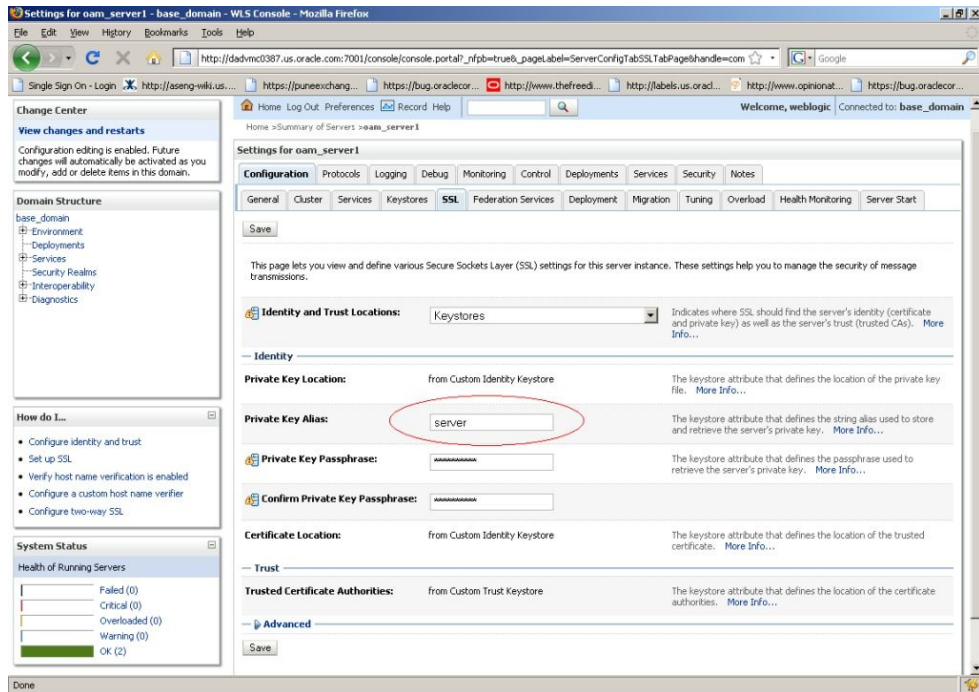 Settings for oam_server1 - base_domain - WLS Console - Mozilla Firefox
File Edit View History Bookmarks Tools Help
http://dadvmc0387.us.oracle.com:7001/console/console.portal?_nfpb=true&_pageLabel=ServerConfigTabSSLTabPage&handle=com
Google
Single Sign On - Login http://aseng-wiki.us.... https://puneexchang... https://bug.oraclecor... http://www.thefreedi... http://labels.us.oracl... http://www.opinionat... https://bug.oraclecor...
Change Center
View changes and restarts
Configuration editing is enabled. Future
changes will automatically be activated as you
modify, add or delete items in this domain.
Domain Structure
base_domain
Environment
Deployments
Services
Security Realms
Interoperability
Diagnostics
How do I...
Configure identity and trust
Set up SSL
Verify host name verification is enabled
Configure a custom host name verifier
Configure two-way SSL
System Status
Health of Running Servers
Failed (0)
Critical (0)
Overloaded (0)
Warning (0)
OK (2)
Home Log Out Preferences Record Help
Welcome, weblogic Connected to: base_domain
Home >Summary of Servers >oam_server1
Settings for oam_server1
Configuration Protocols Logging Debug Monitoring Control Deployments Services Security Notes
General Cluster Services Keystores SSL Federation Services Deployment Migration Tuning Overload Health Monitoring Server Start
Save
This page lets you view and define various Secure Sockets Layer (SSL) settings for this server instance. These settings help you to manage the security of message
transmissions.
Identity and Trust Locations: Keystores
Indicates where SSL should find the server's identity (certificate
and private key) as well as the server's trust (trusted CAs). More
Info...
Identity
Private Key Location: from Custom Identity Keystore
The keystore attribute that defines the location of the private key
file. More Info...
Private Key Alias: server
The keystore attribute that defines the string alias used to store
and retrieve the server's private key. More Info...
Private Key Passphrase:
The keystore attribute that defines the passphrase used to
retrieve the server's private key. More Info...
Confirm Private Key Passphrase:
Certificate Location: from Custom Identity Keystore
The keystore attribute that defines the location of the trusted
certificate. More Info...
Trust
Trusted Certificate Authorities: from Custom Trust Keystore
The keystore attribute that defines the location of the certificate
authorities. More Info...
Advanced
Save
Done